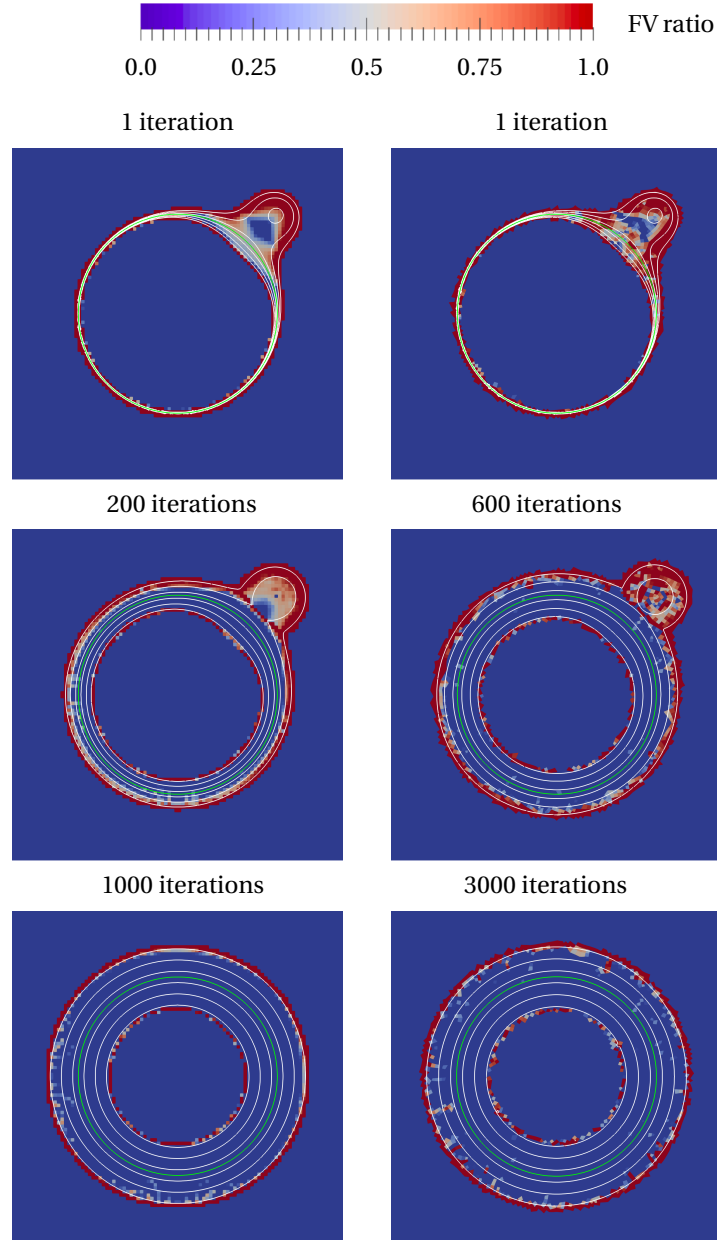 FV ratio
0.0 0.25 0.5 0.75 1.0
1 iteration 1 iteration
200 iterations 600 iterations
1000 iterations 3000 iterations